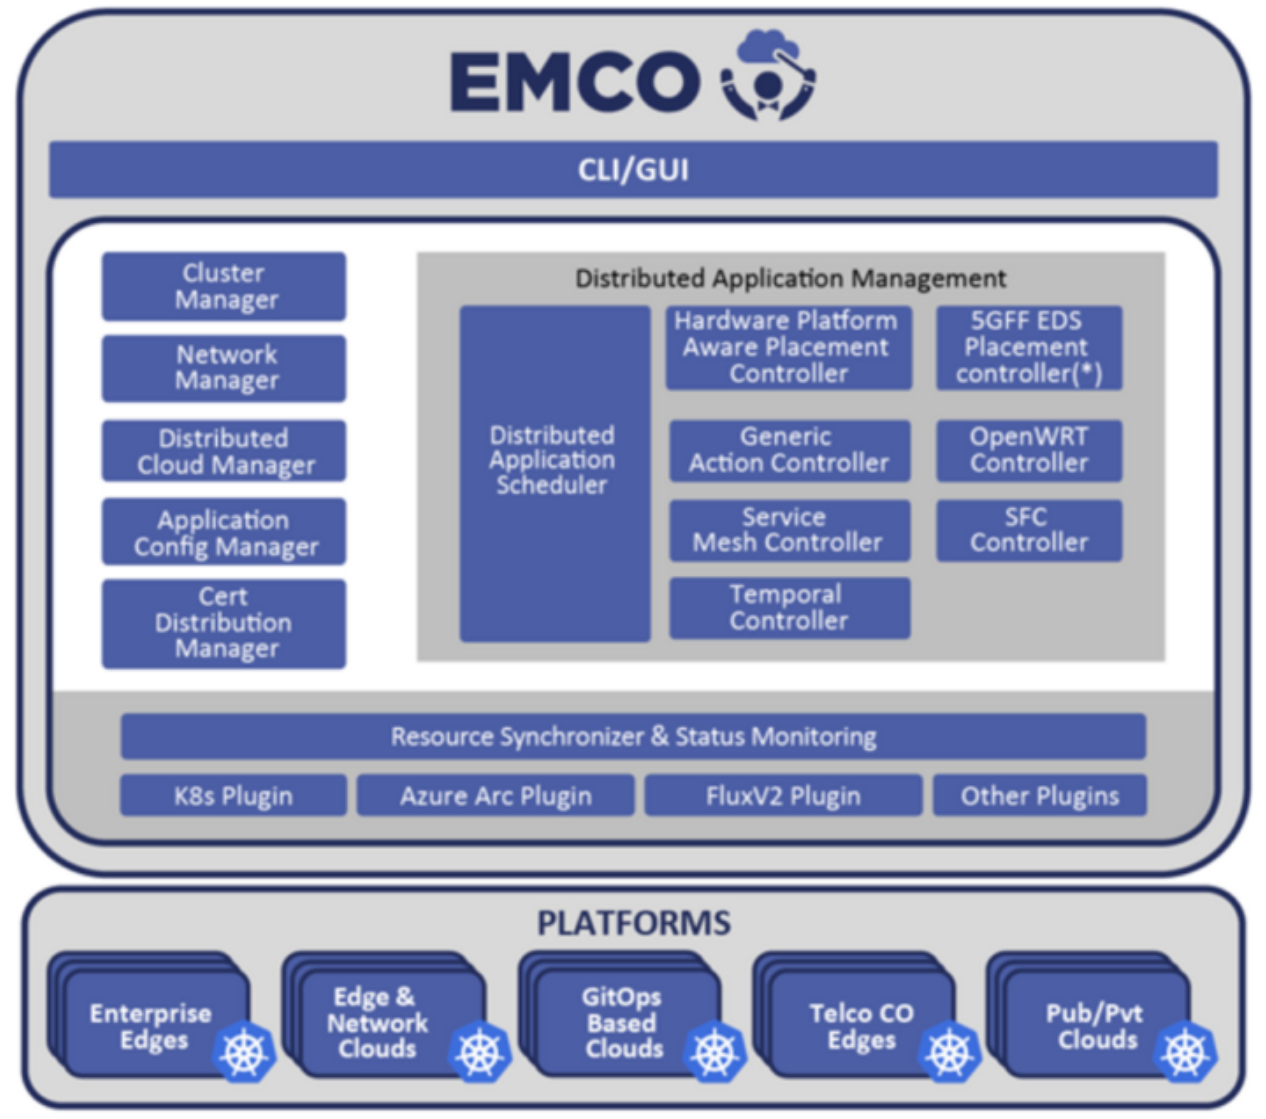 EMCO
CLI/GUI
Cluster
Manager
Network
Manager
Distributed
Cloud Manager
Application
Config Manager
Cert
Distribution
Manager
Distributed Application Management
Distributed
Application
Scheduler
Hardware Platform
Aware Placement
Controller
5GFF EDS
Placement
controller(*)
Generic
Action Controller
OpenWRT
Controller
Service
Mesh Controller
SFC
Controller
Temporal
Controller
Resource Synchronizer & Status Monitoring
K8s Plugin
Azure Arc Plugin
FluxV2 Plugin
Other Plugins
PLATFORMS
Enterprise
Edges
Edge &
Network
Clouds
GitOps
Based
Clouds
Telco CO
Edges
Pub/Pvt
Clouds